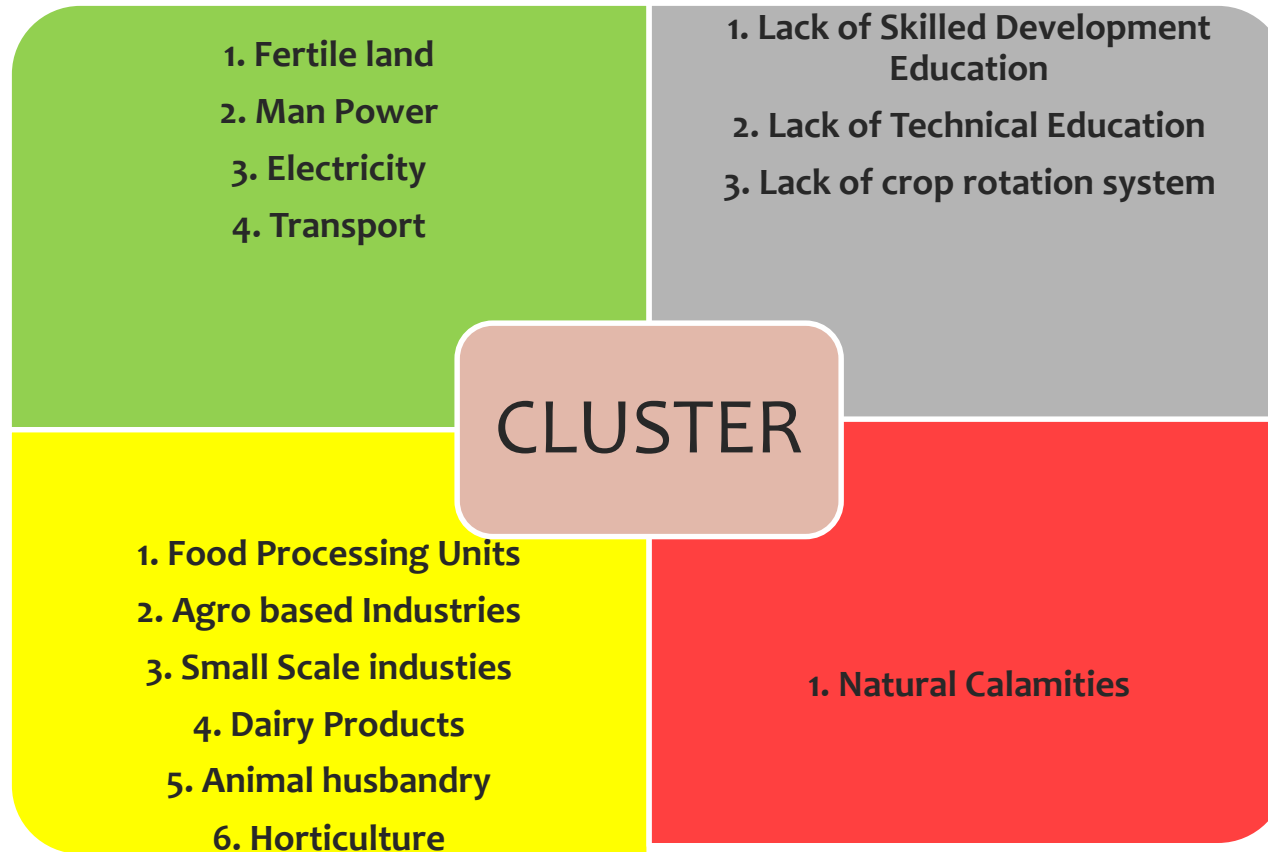 1. Fertile land
2. Man Power
3. Electricity
4. Transport
1. Lack of Skilled Development
Education
2. Lack of Technical Education
3. Lack of crop rotation system
CLUSTER
1. Food Processing Units
2. Agro based Industries
3. Small Scale industies
4. Dairy Products
5. Animal husbandry
6. Horticulture
1. Natural Calamities